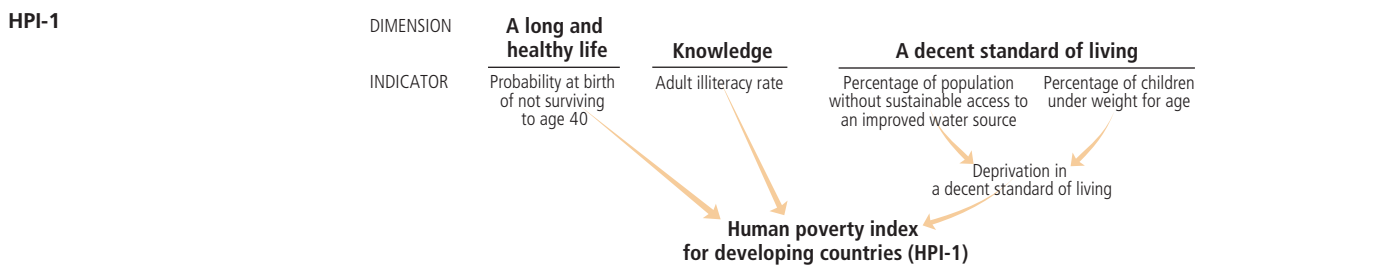 HPI-1
DIMENSION
A long and
healthy life
Knowledge
A decent standard of living
INDICATOR
Probability at birth
of not surviving
to age 40
Adult illiteracy rate
Percentage of population
without sustainable access to
an improved water source
Percentage of children
under weight for age
Deprivation in
a decent standard of living
Human poverty index
for developing countries (HPI-1)